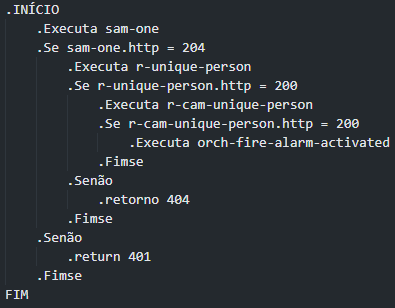 .INÍCIO
.Executa sam-one
.Se sam-one.http = 204
.Executa r-unique-person
.Se r-unique-person.http = 200
.Executa r-cam-unique-person
.Se r-cam-unique-person.http = 200
.Executa orch-fire-alarm-activated
.Fimse
.Senão
.retorno 404
.Fimse
.Senão
.return 401
.Fimse
FIM